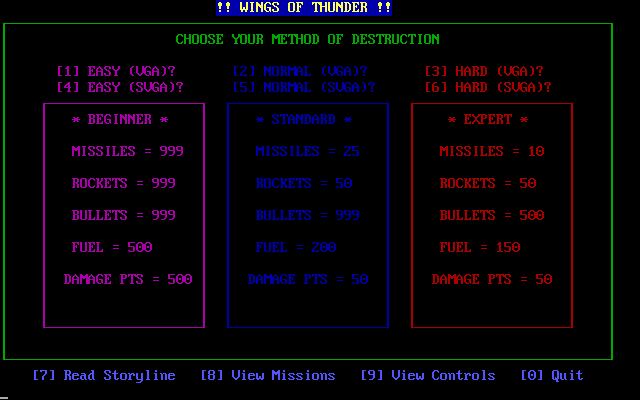 !! WINGS OF THUNDER !!
CHOOSE YOUR METHOD OF DESTRUCTION
[1] EASY (VGA)? [2] NORMAL (VGA)? [3] HARD (VGA)?
[4] EASY (SVGA)? [5] NORMAL (SVGA)? [6] HARD (SVGA)?
* BEGINNER * * STANDARD * * EXPERT *
MISSILES = 999 MISSILES = 25 MISSILES = 10
ROCKETS = 999 ROCKETS = 50 ROCKETS = 50
BULLETS = 999 BULLETS = 999 BULLETS = 500
FUEL = 500 FUEL = 200 FUEL = 150
DAMAGE PTS = 500 DAMAGE PTS = 50 DAMAGE PTS = 50
[7] Read Storyline [8] View Missions [9] View Controls [0] Quit